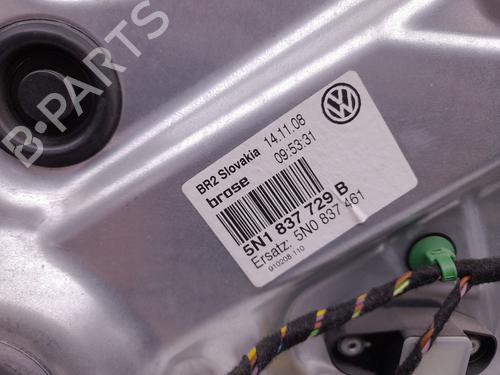 B-PARTS
BR2 Slovakia 14.11.08
brose 09:53:31
5N1 837 729 B
Ersatz: 5N0 837 461
910208-110